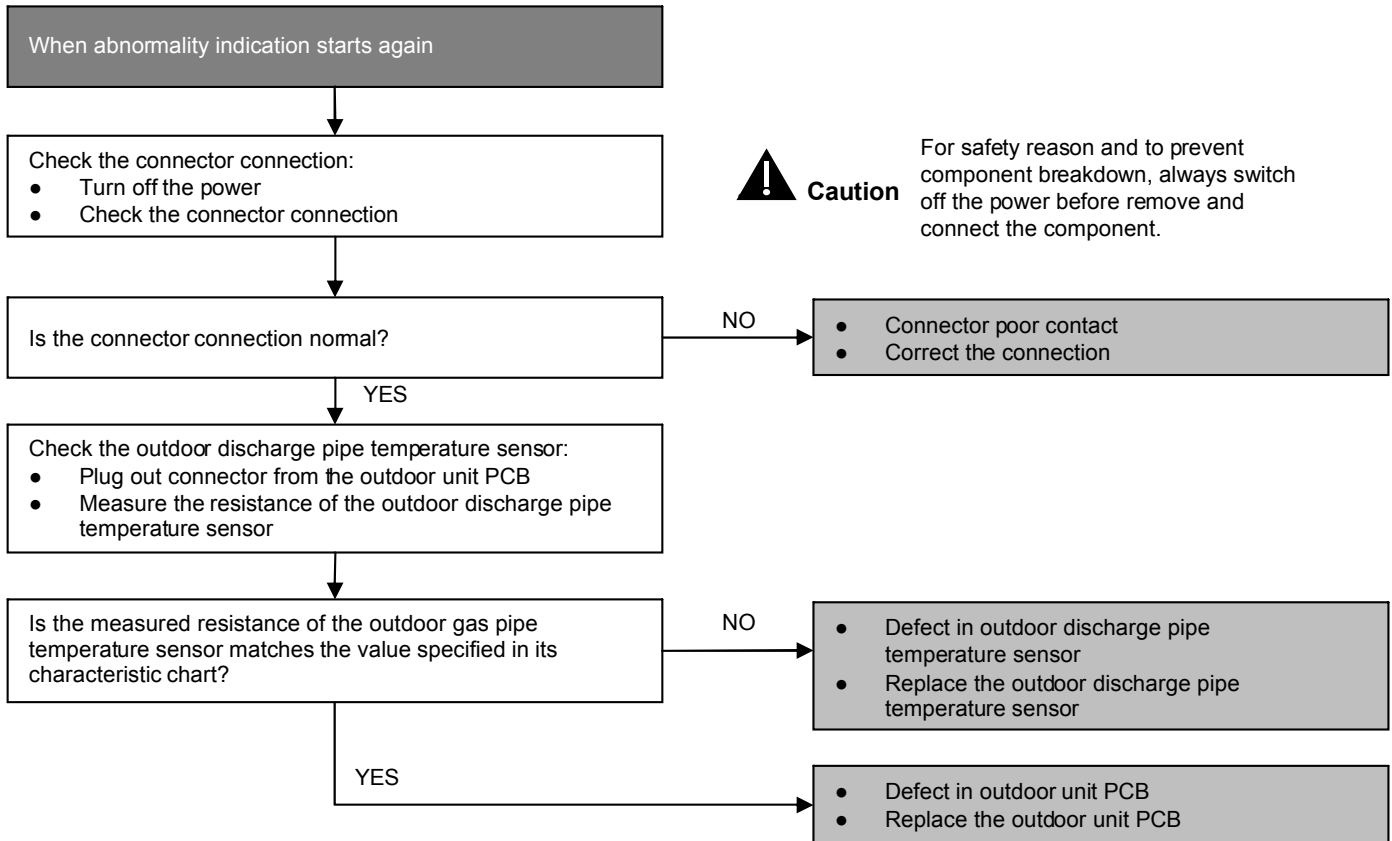 When abnormality indication starts again
Check the connector connection:
● Turn off the power
● Check the connector connection
Caution
For safety reason and to prevent
component breakdown, always switch
off the power before remove and
connect the component.
Is the connector connection normal?
NO
● Connector poor contact
● Correct the connection
YES
Check the outdoor discharge pipe temperature sensor:
● Plug out connector from the outdoor unit PCB
● Measure the resistance of the outdoor discharge pipe
temperature sensor
Is the measured resistance of the outdoor gas pipe
temperature sensor matches the value specified in its
characteristic chart?
NO
● Defect in outdoor discharge pipe
temperature sensor
● Replace the outdoor discharge pipe
temperature sensor
YES
● Defect in outdoor unit PCB
● Replace the outdoor unit PCB